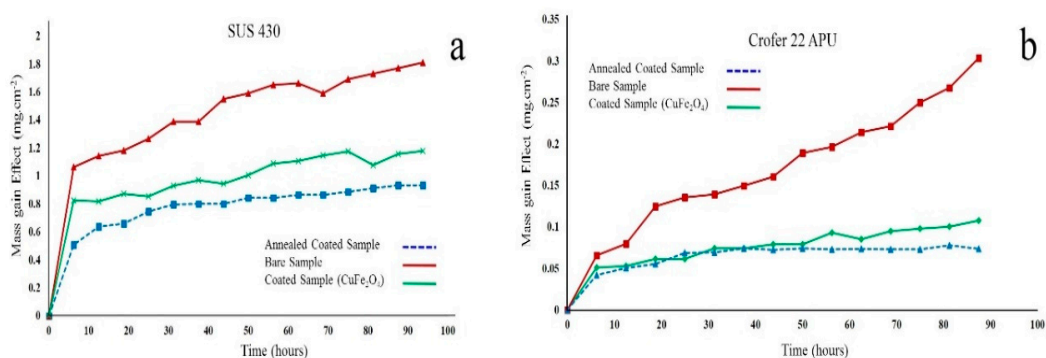 SUS 430
a
Mass gain Effect (mg.cm⁻²)
2
1.8
1.6
1.4
1.2
1
0.8
0.6
0.4
0.2
0
Annealed Coated Sample
Bare Sample
Coated Sample (CuFe₂O₄)
0 10 20 30 40 50 60 70 80 90 100
Time (hours)
Crofer 22 APU
b
Mass gain Effect (mg.cm⁻²)
0.35
0.3
0.25
0.2
0.15
0.1
0.05
0
Annealed Coated Sample
Bare Sample
Coated Sample (CuFe₂O₄)
0 10 20 30 40 50 60 70 80 90 100
Time (hours)